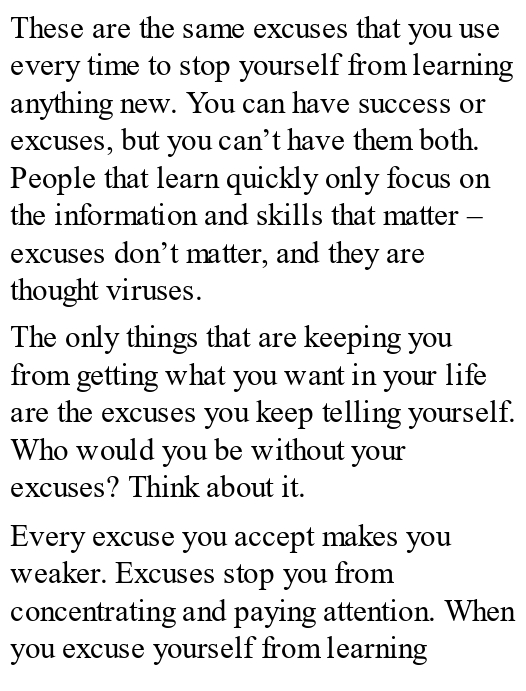 These are the same excuses that you use
every time to stop yourself from learning
anything new. You can have success or
excuses, but you can’t have them both.
People that learn quickly only focus on
the information and skills that matter –
excuses don’t matter, and they are
thought viruses.
The only things that are keeping you
from getting what you want in your life
are the excuses you keep telling yourself.
Who would you be without your
excuses? Think about it.
Every excuse you accept makes you
weaker. Excuses stop you from
concentrating and paying attention. When
you excuse yourself from learning